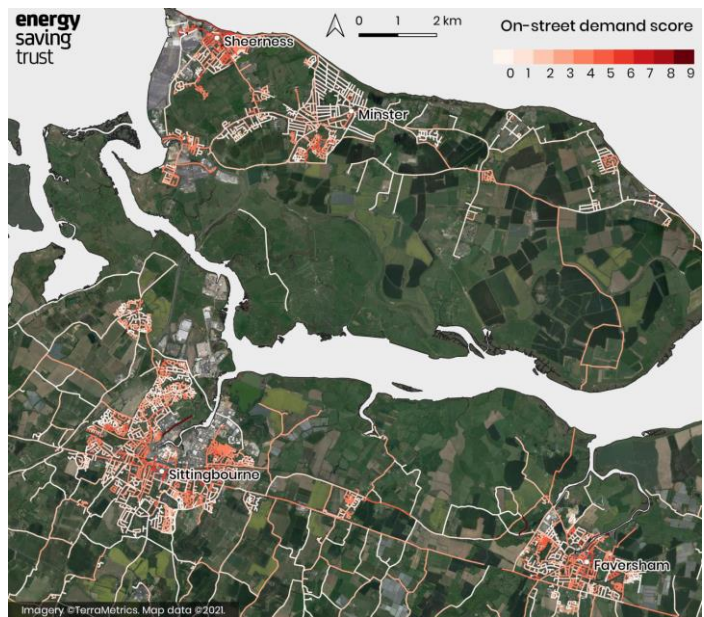 energy
saving
trust
0 1 2 km
On-street demand score
0 1 2 3 4 5 6 7 8 9
Sheerness
Minster
Sittingbourne
Faversham
Imagery ©TerraMetrics. Map data ©2021.